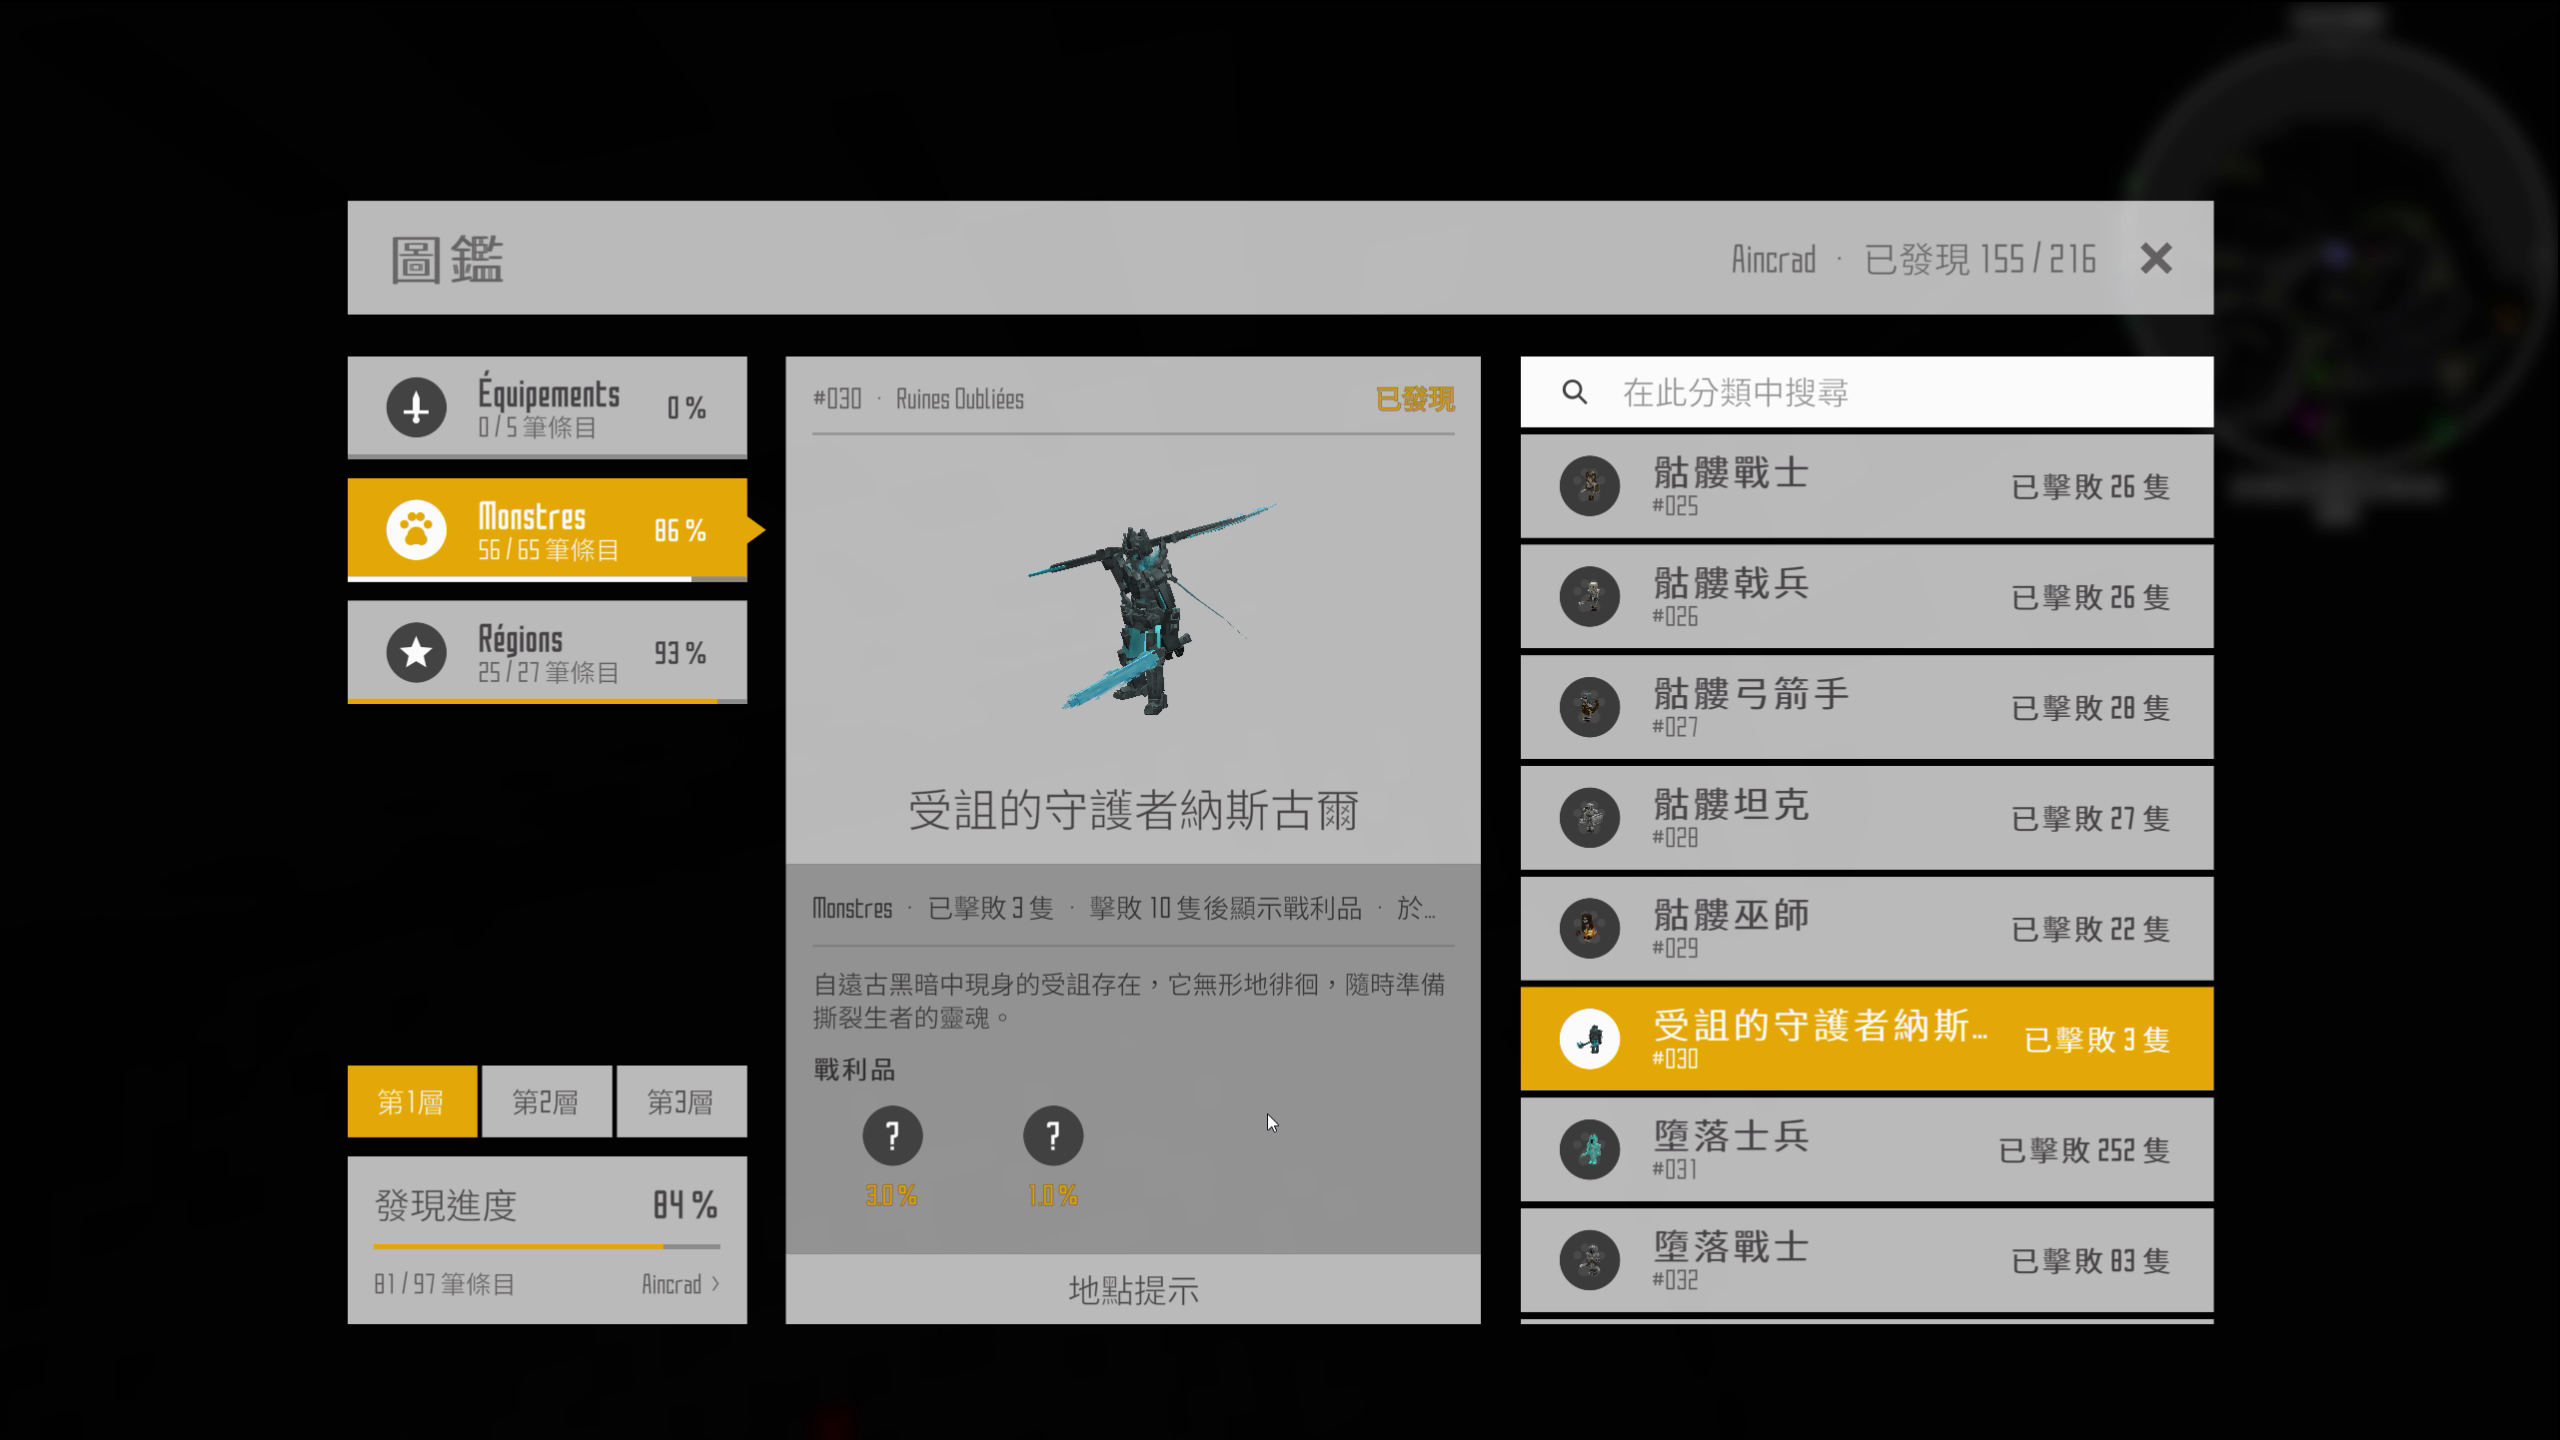 圖鑑
Aincrad · 已發現 155 / 216
Équipements
0 / 5 筆條目
0 %
Monstres
56 / 65 筆條目
86 %
Régions
25 / 27 筆條目
93 %
第1層
第2層
第3層
發現進度
84 %
81 / 97 筆條目
Aincrad >
#030 · Ruines Oubliées
已發現
受詛的守護者納斯古爾
Monstres · 已擊敗 3 隻 · 擊敗 10 隻後顯示戰利品 · 於...
自遠古黑暗中現身的受詛存在，它無形地徘徊，隨時準備
撕裂生者的靈魂。
戰利品
?
?
3.0 %
1.0 %
地點提示
在此分類中搜尋
骷髏戰士
#025
已擊敗 26 隻
骷髏戟兵
#026
已擊敗 26 隻
骷髏弓箭手
#027
已擊敗 28 隻
骷髏坦克
#028
已擊敗 27 隻
骷髏巫師
#029
已擊敗 22 隻
受詛的守護者納斯...
#030
已擊敗 3 隻
墮落士兵
#031
已擊敗 252 隻
墮落戰士
#032
已擊敗 83 隻